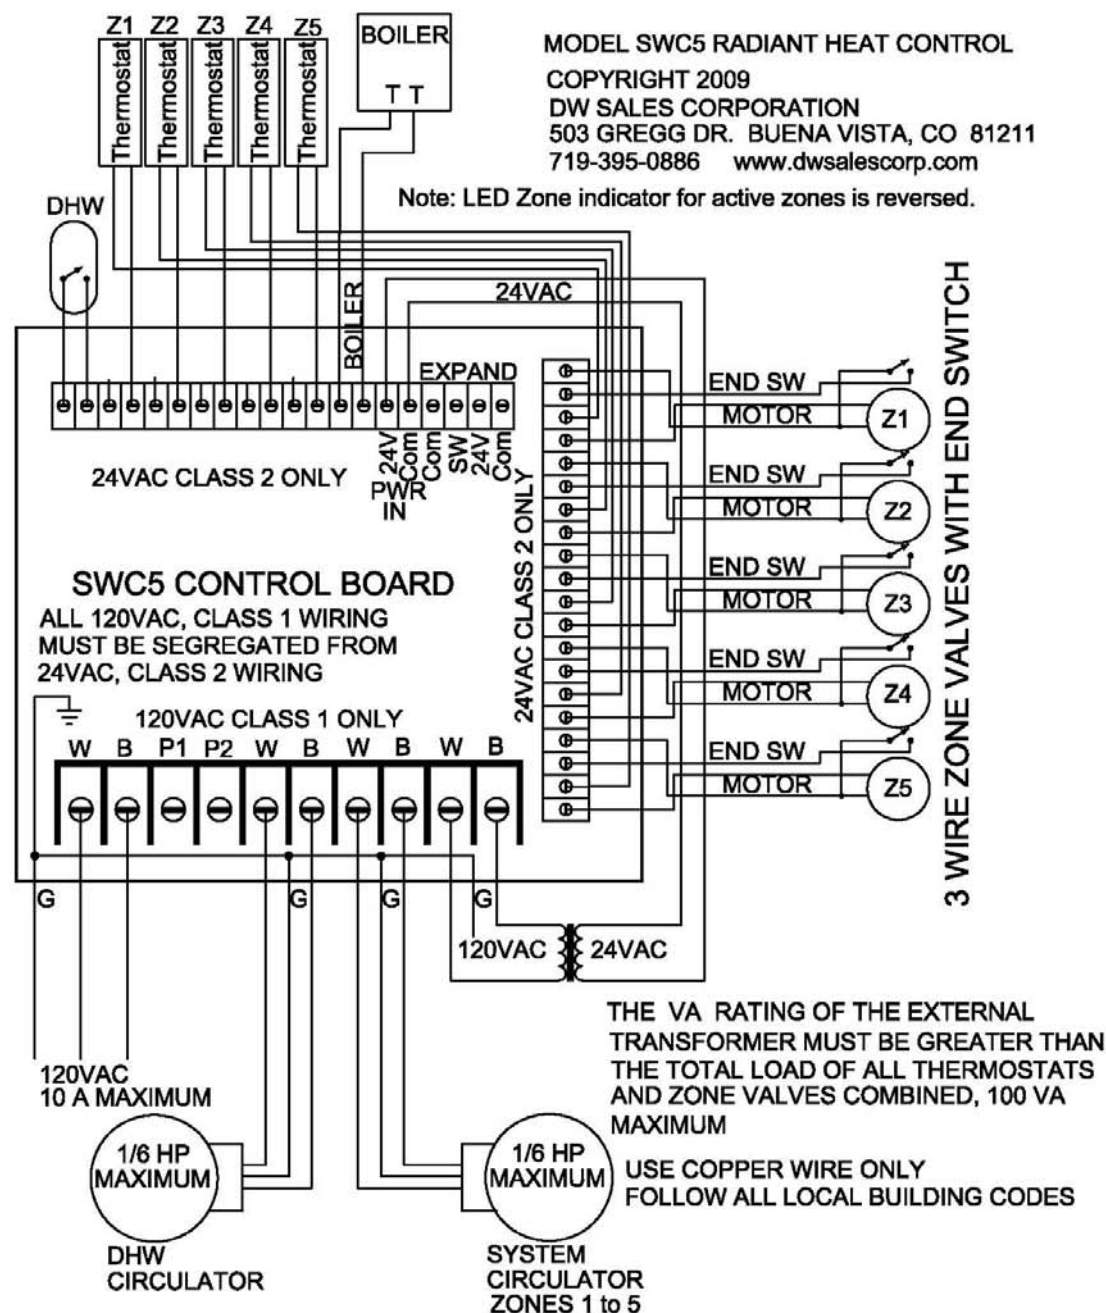 Z1 Z2 Z3 Z4 Z5
Thermostat
Thermostat
Thermostat
Thermostat
Thermostat
BOILER
T T
MODEL SWC5 RADIANT HEAT CONTROL
COPYRIGHT 2009
DW SALES CORPORATION
503 GREGG DR. BUENA VISTA, CO 81211
719-395-0886 www.dwsalescorp.com
Note: LED Zone indicator for active zones is reversed.
DHW
24VAC
BOILER
EXPAND
24V
Com
Com
SW
24V
Com
PWR
IN
24VAC CLASS 2 ONLY
24VAC CLASS 2 ONLY
END SW
MOTOR
Z1
END SW
MOTOR
Z2
END SW
MOTOR
Z3
END SW
MOTOR
Z4
END SW
MOTOR
Z5
3 WIRE ZONE VALVES WITH END SWITCH
SWC5 CONTROL BOARD
ALL 120VAC, CLASS 1 WIRING
MUST BE SEGREGATED FROM
24VAC, CLASS 2 WIRING
120VAC CLASS 1 ONLY
W B P1 P2 W B W B W B
G G G G
120VAC 24VAC
120VAC
10 A MAXIMUM
THE VA RATING OF THE EXTERNAL
TRANSFORMER MUST BE GREATER THAN
THE TOTAL LOAD OF ALL THERMOSTATS
AND ZONE VALVES COMBINED, 100 VA
MAXIMUM
USE COPPER WIRE ONLY
FOLLOW ALL LOCAL BUILDING CODES
1/6 HP
MAXIMUM
DHW
CIRCULATOR
1/6 HP
MAXIMUM
SYSTEM
CIRCULATOR
ZONES 1 to 5